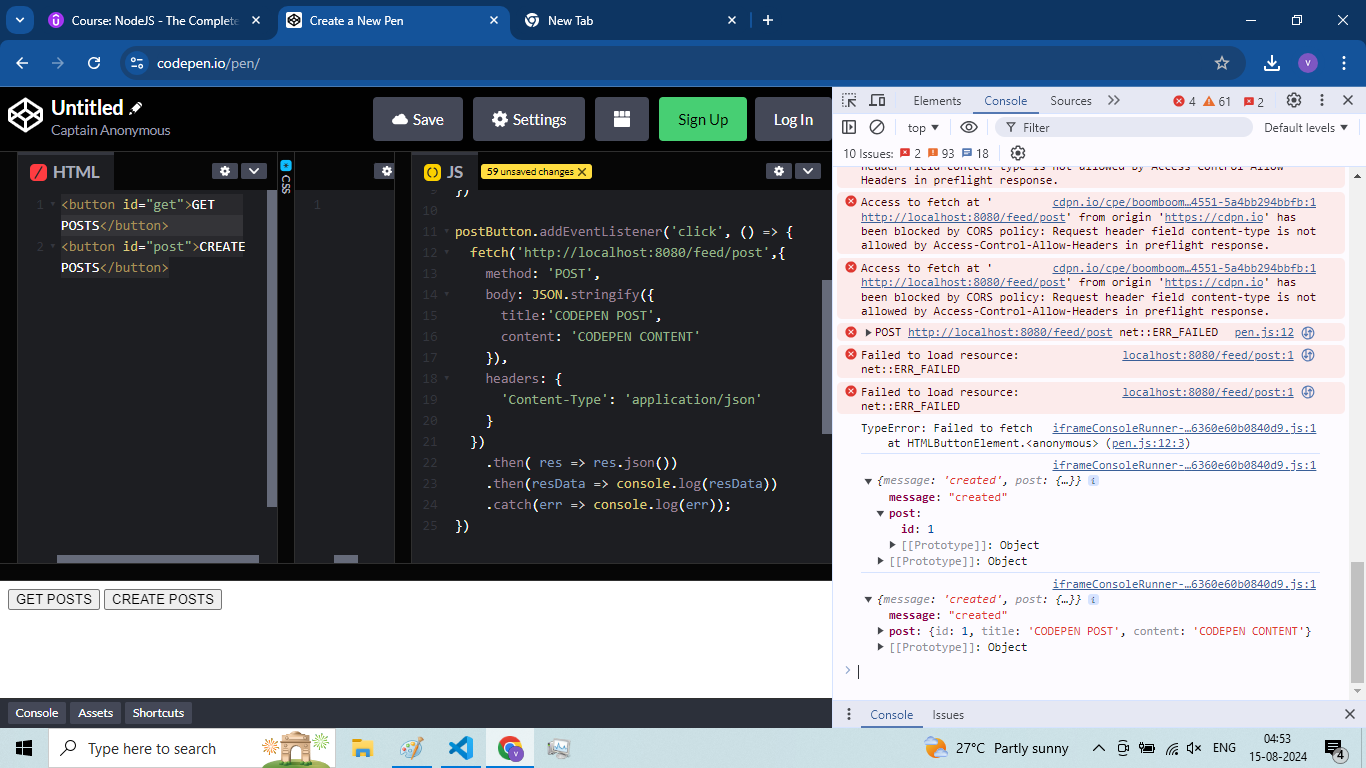 Course: NodeJS - The Complete
Create a New Pen
New Tab
codepen.io/pen/
V
Untitled
Captain Anonymous
Save
Settings
Sign Up
Log In
HTML
1 <button id="get">GET
POSTS</button>
2 <button id="post">CREATE
POSTS</button>
CSS
1
JS
59 unsaved changes
9 })
10
11 postButton.addEventListener('click', () => {
12 fetch('http://localhost:8080/feed/post',{
13 method: 'POST',
14 body: JSON.stringify({
15 title:'CODEPEN POST',
16 content: 'CODEPEN CONTENT'
17 }),
18 headers: {
19 'Content-Type': 'application/json'
20 }
21 })
22 .then( res => res.json())
23 .then(resData => console.log(resData))
24 .catch(err => console.log(err));
25 })
GET POSTS
CREATE POSTS
Console
Assets
Shortcuts
Elements
Console
Sources
4
61
2
top
Filter
Default levels
10 Issues: 2 93 18
header field content-type is not allowed by Access-Control-Allow-
Headers in preflight response.
Access to fetch at ' cdpn.io/cpe/boomboom…4551-5a4bb294bbfb:1
http://localhost:8080/feed/post' from origin 'https://cdpn.io' has
been blocked by CORS policy: Request header field content-type is not
allowed by Access-Control-Allow-Headers in preflight response.
Access to fetch at ' cdpn.io/cpe/boomboom…4551-5a4bb294bbfb:1
http://localhost:8080/feed/post' from origin 'https://cdpn.io' has
been blocked by CORS policy: Request header field content-type is not
allowed by Access-Control-Allow-Headers in preflight response.
POST http://localhost:8080/feed/post net::ERR_FAILED pen.js:12
Failed to load resource: localhost:8080/feed/post:1
net::ERR_FAILED
Failed to load resource: localhost:8080/feed/post:1
net::ERR_FAILED
TypeError: Failed to fetch iframeConsoleRunner-…6360e60b0840d9.js:1
at HTMLButtonElement.<anonymous> (pen.js:12:3)
iframeConsoleRunner-…6360e60b0840d9.js:1
{message: 'created', post: {…}} i
message: "created"
post:
id: 1
[[Prototype]]: Object
[[Prototype]]: Object
iframeConsoleRunner-…6360e60b0840d9.js:1
{message: 'created', post: {…}} i
message: "created"
post: {id: 1, title: 'CODEPEN POST', content: 'CODEPEN CONTENT'}
[[Prototype]]: Object
Console
Issues
Type here to search
27°C Partly sunny
ENG
04:53
15-08-2024
4